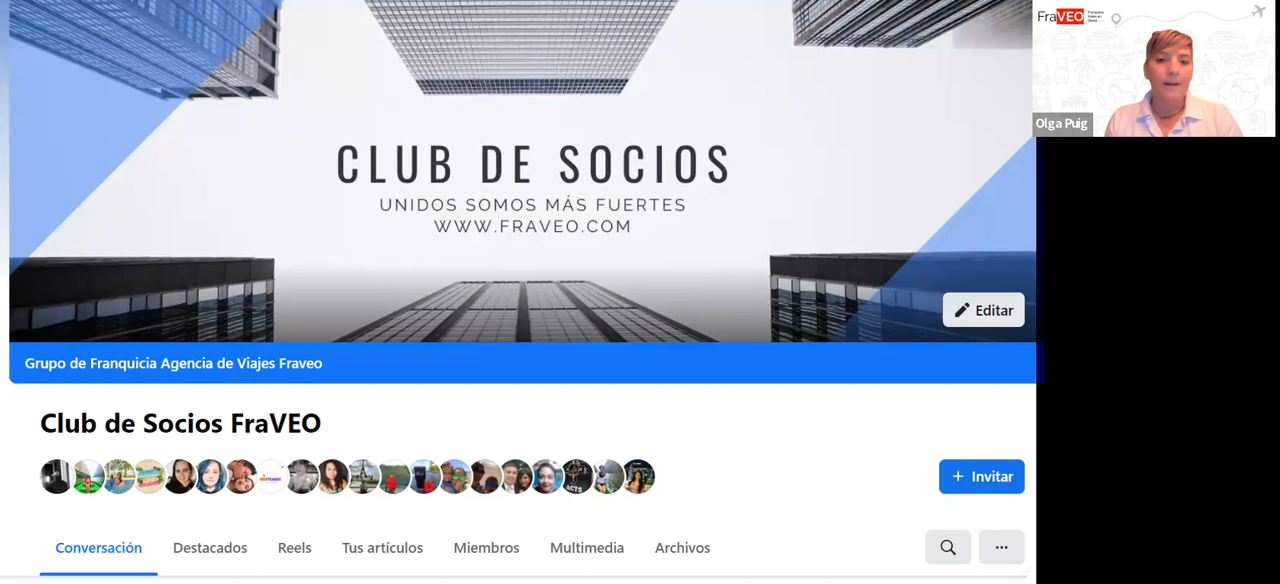 CLUB DE SOCIOS
UNIDOS SOMOS MÁS FUERTES
WWW.FRAVEO.COM
Editar
Grupo de Franquicia Agencia de Viajes Fraveo
Club de Socios FraVEO
+ Invitar
Conversación Destacados Reels Tus artículos Miembros Multimedia Archivos
FraVEO
Olga Puig